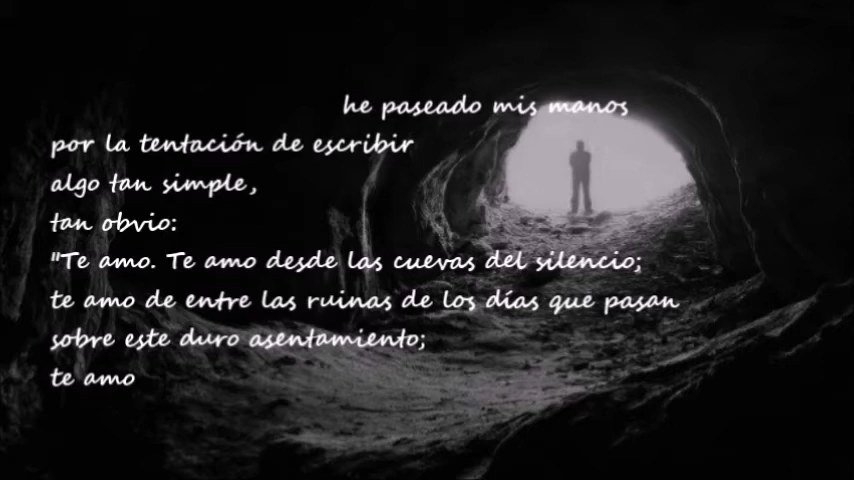 he paseado mis manos
por la tentación de escribir
algo tan simple,
tan obvio:
"Te amo. Te amo desde las cuevas del silencio;
te amo de entre las ruinas de los días que pasan
sobre este duro asentamiento;
te amo